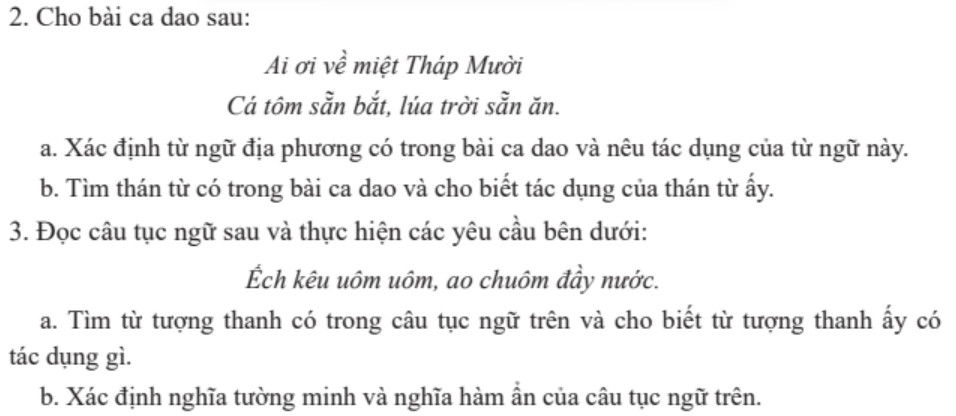 2. Cho bài ca dao sau:
Ai ơi về miệt Tháp Mười
Cá tôm sẵn bắt, lúa trời sẵn ăn.
a. Xác định từ ngữ địa phương có trong bài ca dao và nêu tác dụng của từ ngữ này.
b. Tìm thán từ có trong bài ca dao và cho biết tác dụng của thán từ ấy.
3. Đọc câu tục ngữ sau và thực hiện các yêu cầu bên dưới:
Ếch kêu uôm uôm, ao chuôm đầy nước.
a. Tìm từ tượng thanh có trong câu tục ngữ trên và cho biết từ tượng thanh ấy có
tác dụng gì.
b. Xác định nghĩa tường minh và nghĩa hàm ẩn của câu tục ngữ trên.